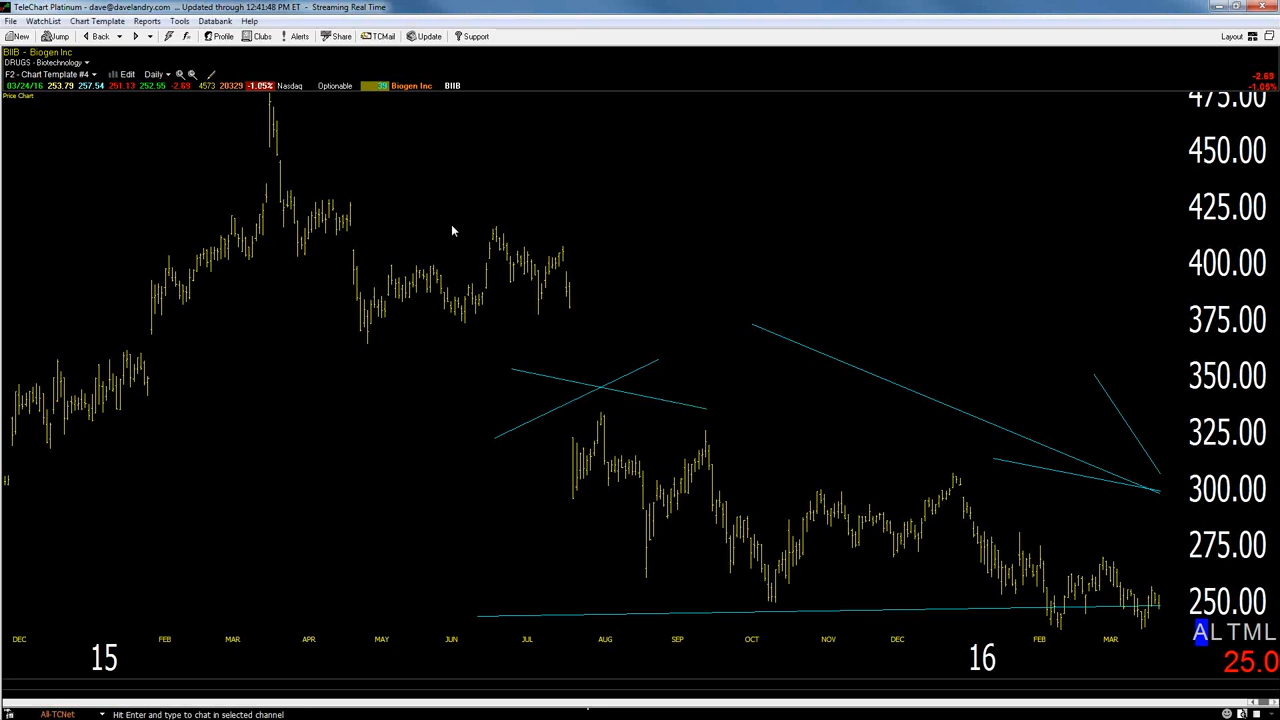 TeleChart Platinum - dave@davelandry.com ... Updated through 12:41:48 PM ET - Streaming Real Time
File WatchList Chart Template Reports Tools Databank Help
Jump Back Profile Clubs Alerts Share TCMail Update Support Layout
BIIB - Biogen Inc
DRUGS - Biotechnology
F2 - Chart Template #4 Edit Daily
-2.69
03/24/16 253.79 257.54 251.13 252.55 -2.69 4573 20329 -1.05% Nasdaq Optionable 39 Biogen Inc BIIB
-1.05%
Price Chart
475.00
450.00
425.00
400.00
375.00
350.00
325.00
300.00
275.00
250.00
A L T M L
DEC FEB MAR APR MAY JUN JUL AUG SEP OCT NOV DEC FEB MAR
15 16
25.0
All-TCNet Hit Enter and type to chat in selected channel